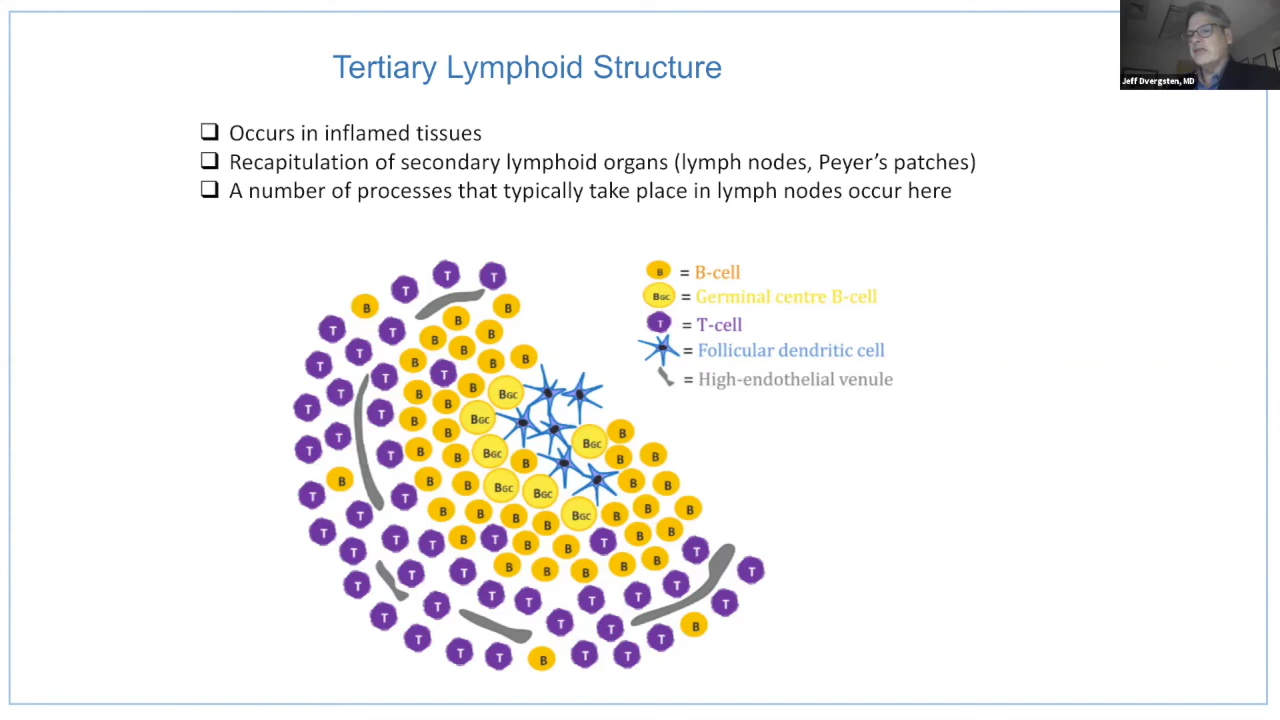 Tertiary Lymphoid Structure
Jeff Dvergsten, MD
Occurs in inflamed tissues
Recapitulation of secondary lymphoid organs (lymph nodes, Peyer’s patches)
A number of processes that typically take place in lymph nodes occur here
B = B-cell
BGC = Germinal centre B-cell
T = T-cell
= Follicular dendritic cell
= High-endothelial venule